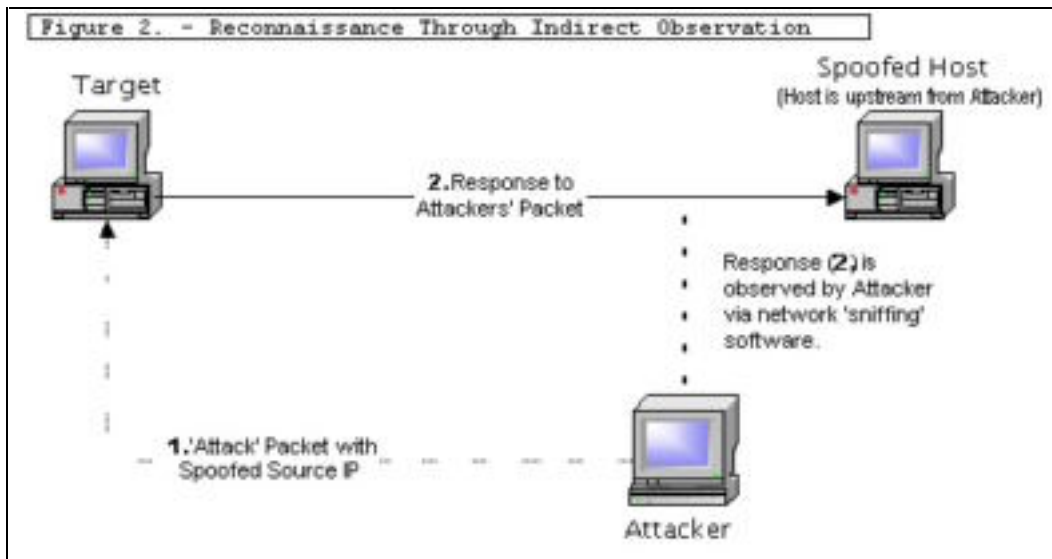 Figure 2. - Reconnaissance Through Indirect Observation
Target
Spoofed Host
(Host is upstream from Attacker)
2.Response to
Attackers' Packet
Response (2) is
observed by Attacker
via network 'sniffing'
software.
1.'Attack' Packet with
Spoofed Source IP
Attacker